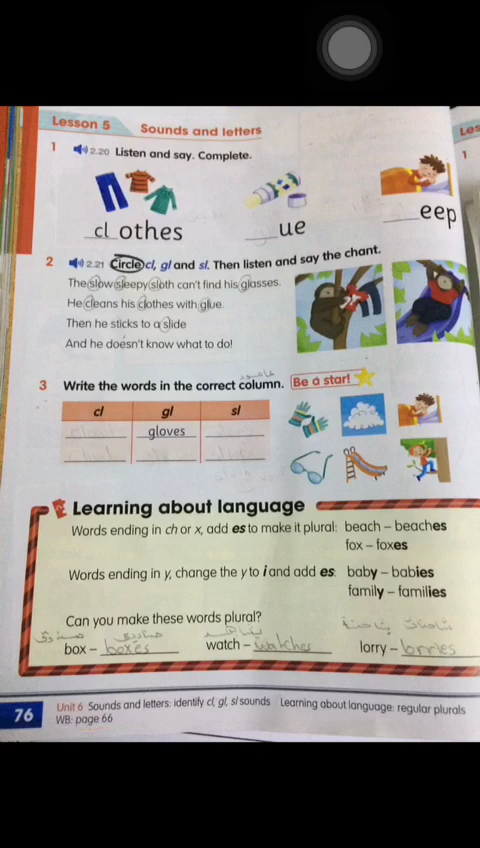 Lesson 5 Sounds and letters
Les
1 2.20 Listen and say. Complete.
1
cl othes
___ue
___eep
2 2.21 Circle cl, gl and sl. Then listen and say the chant.
The slow sleepy sloth can't find his glasses.
He cleans his clothes with glue.
Then he sticks to a slide
And he doesn't know what to do!
3 Write the words in the correct column. Be a star!
cl gl sl
gloves
Learning about language
Words ending in ch or x, add es to make it plural: beach – beaches
fox – foxes
Words ending in y, change the y to i and add es: baby – babies
family – families
Can you make these words plural?
صندوق صناديق
box – boxes watch – watches lorry – lorries
76 Unit 6 Sounds and letters: identify cl, gl, sl sounds Learning about language: regular plurals
WB: page 66